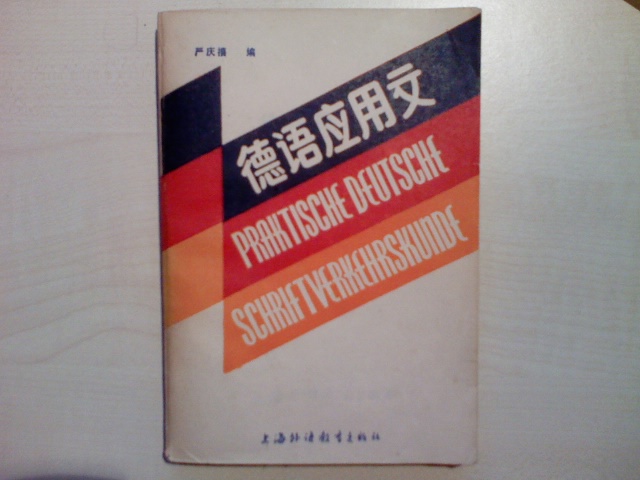 严庆禧 编
德语应用文
PRAKTISCHE DEUTSCHE
SCHRIFTVERKEHRSKUNDE
上海外语教育出版社